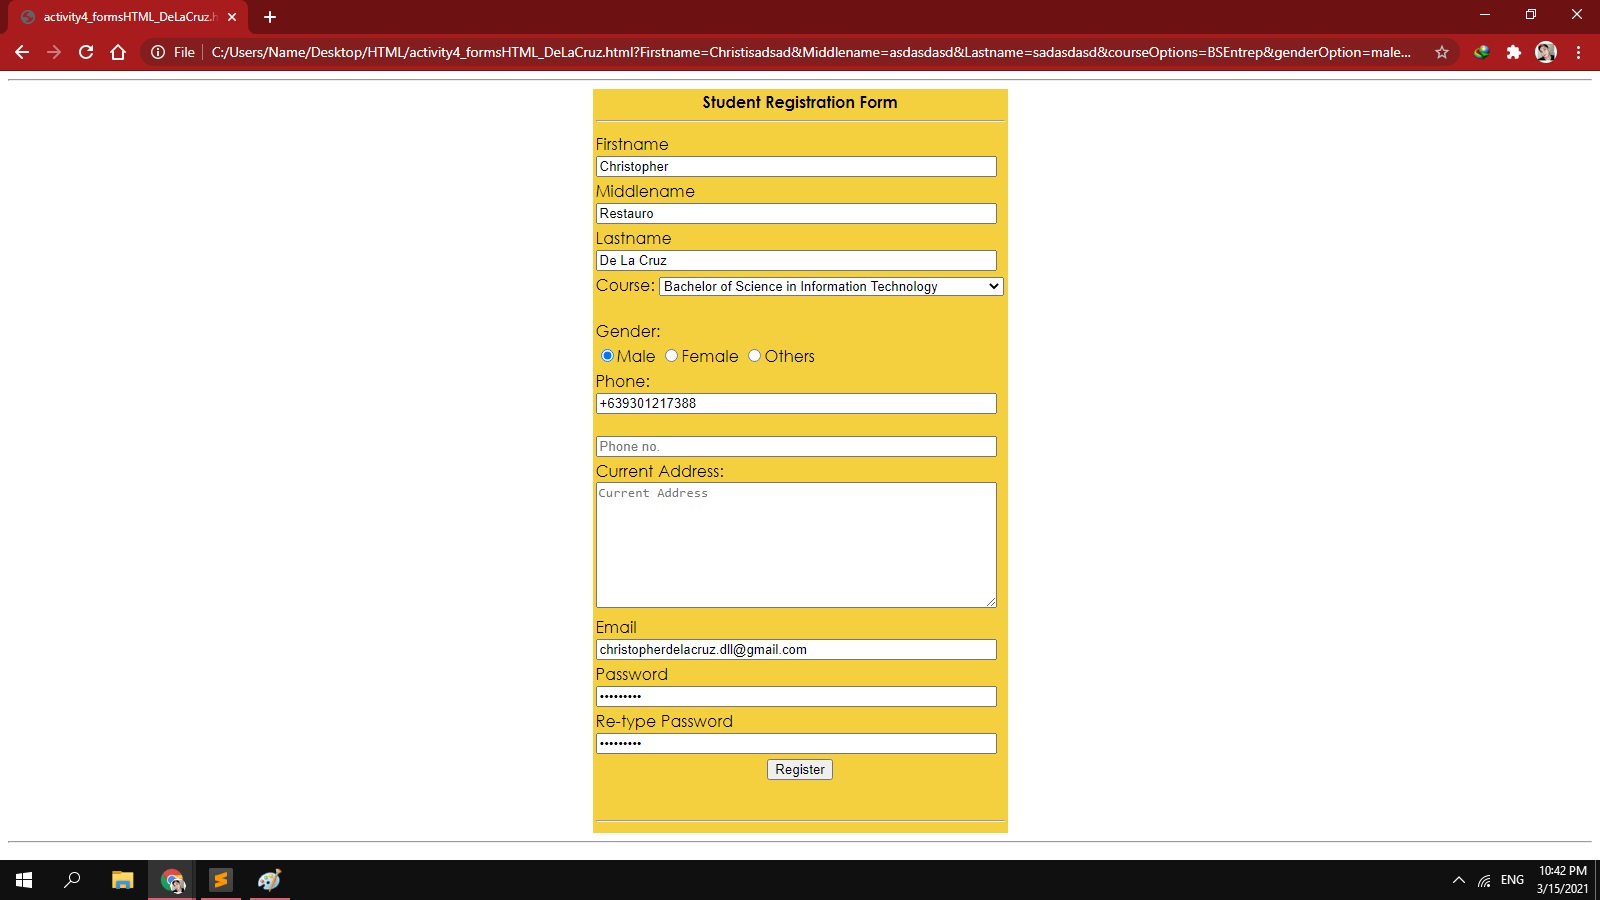 activity4_formsHTML_DeLaCruz.h
File
C:/Users/Name/Desktop/HTML/activity4_formsHTML_DeLaCruz.html?Firstname=Christisadsad&Middlename=asdasdasd&Lastname=sadasdasd&courseOptions=BSEntrep&genderOption=male...
Student Registration Form
Firstname
Christopher
Middlename
Restauro
Lastname
De La Cruz
Course: Bachelor of Science in Information Technology
Gender:
Male Female Others
Phone:
+639301217388
Phone no.
Current Address:
Current Address
Email
christopherdelacruz.dll@gmail.com
Password
•••••••••
Re-type Password
•••••••••
Register
ENG
10:42 PM
3/15/2021